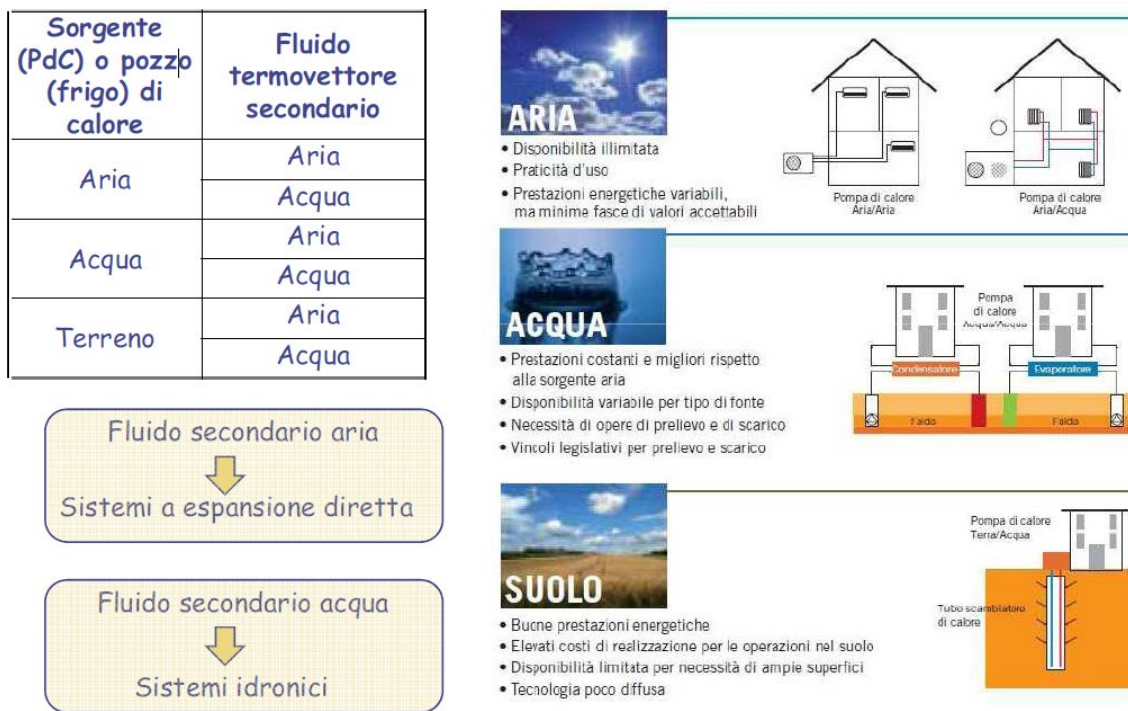 Sorgente
(PdC) o pozzo
(frigo) di
calore
Fluido
termovettore
secondario
Aria
Aria
Acqua
Acqua
Aria
Acqua
Terreno
Aria
Acqua
Fluido secondario aria
Sistemi a espansione diretta
Fluido secondario acqua
Sistemi idronici
ARIA
• Disponibilità illimitata
• Praticità d'uso
• Prestazioni energetiche variabili,
ma minime fasce di valori accettabili
Pompa di calore
Aria/Aria
Pompa di calore
Aria/Acqua
ACQUA
• Prestazioni costanti e migliori rispetto
alla sorgente aria
• Disponibilità variabile per tipo di fonte
• Necessità di opere di prelievo e di scarico
• Vincoli legislativi per prelievo e scarico
Pompa
di calore
Acqua/Acqua
Condensatore
Evaporatore
Falda
Falda
SUOLO
• Buone prestazioni energetiche
• Elevati costi di realizzazione per le operazioni nel suolo
• Disponibilità limitata per necessità di ampie superfici
• Tecnologia poco diffusa
Pompa di calore
Terra/Acqua
Tubo scambiatore
di calore